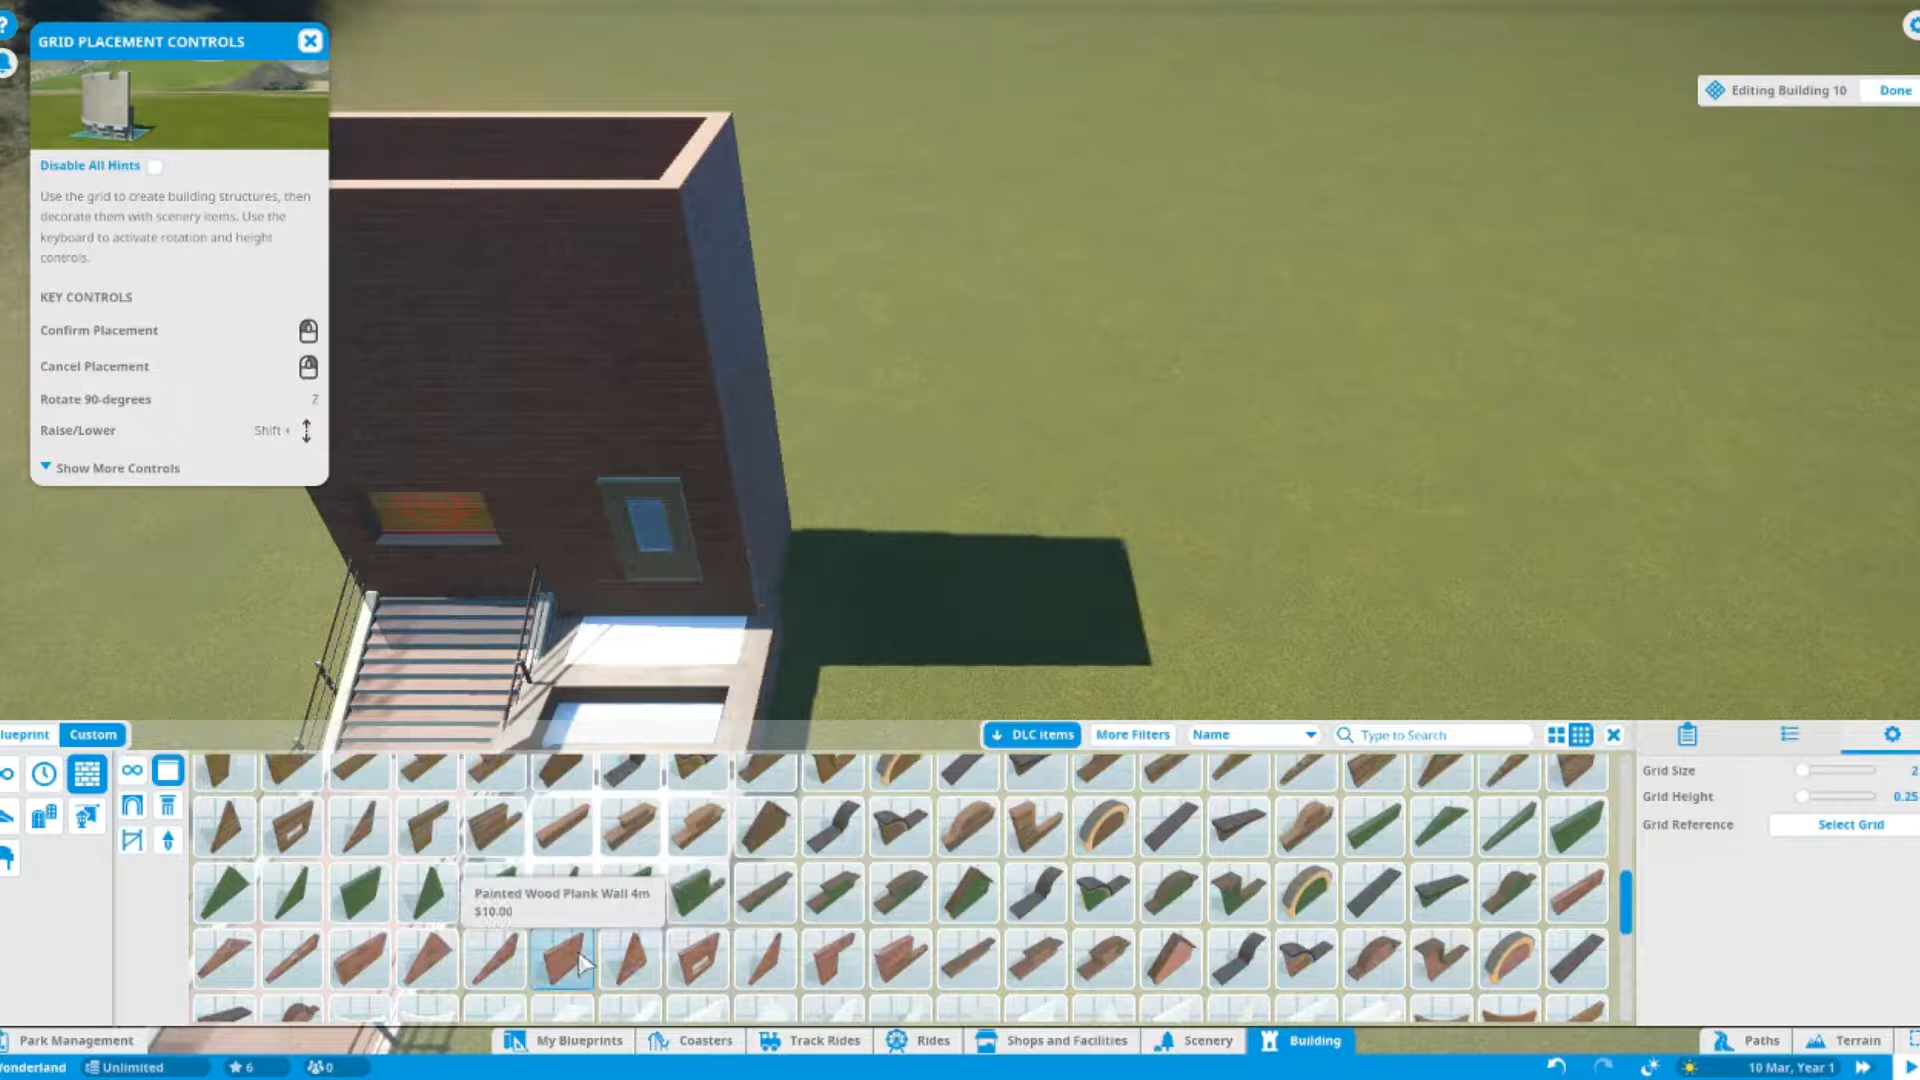 ?
GRID PLACEMENT CONTROLS
Disable All Hints
Use the grid to create building structures, then
decorate them with scenery items. Use the
keyboard to activate rotation and height
controls.
KEY CONTROLS
Confirm Placement
Cancel Placement
Rotate 90-degrees Z
Raise/Lower Shift +
Show More Controls
Editing Building 10 Done
lueprint Custom
DLC items More Filters Name Type to Search
Grid Size 2
Grid Height 0.25
Grid Reference Select Grid
Painted Wood Plank Wall 4m
$10.00
Park Management My Blueprints Coasters Track Rides Rides Shops and Facilities Scenery Building Paths Terrain
onderland Unlimited 6 0 10 Mar, Year 1